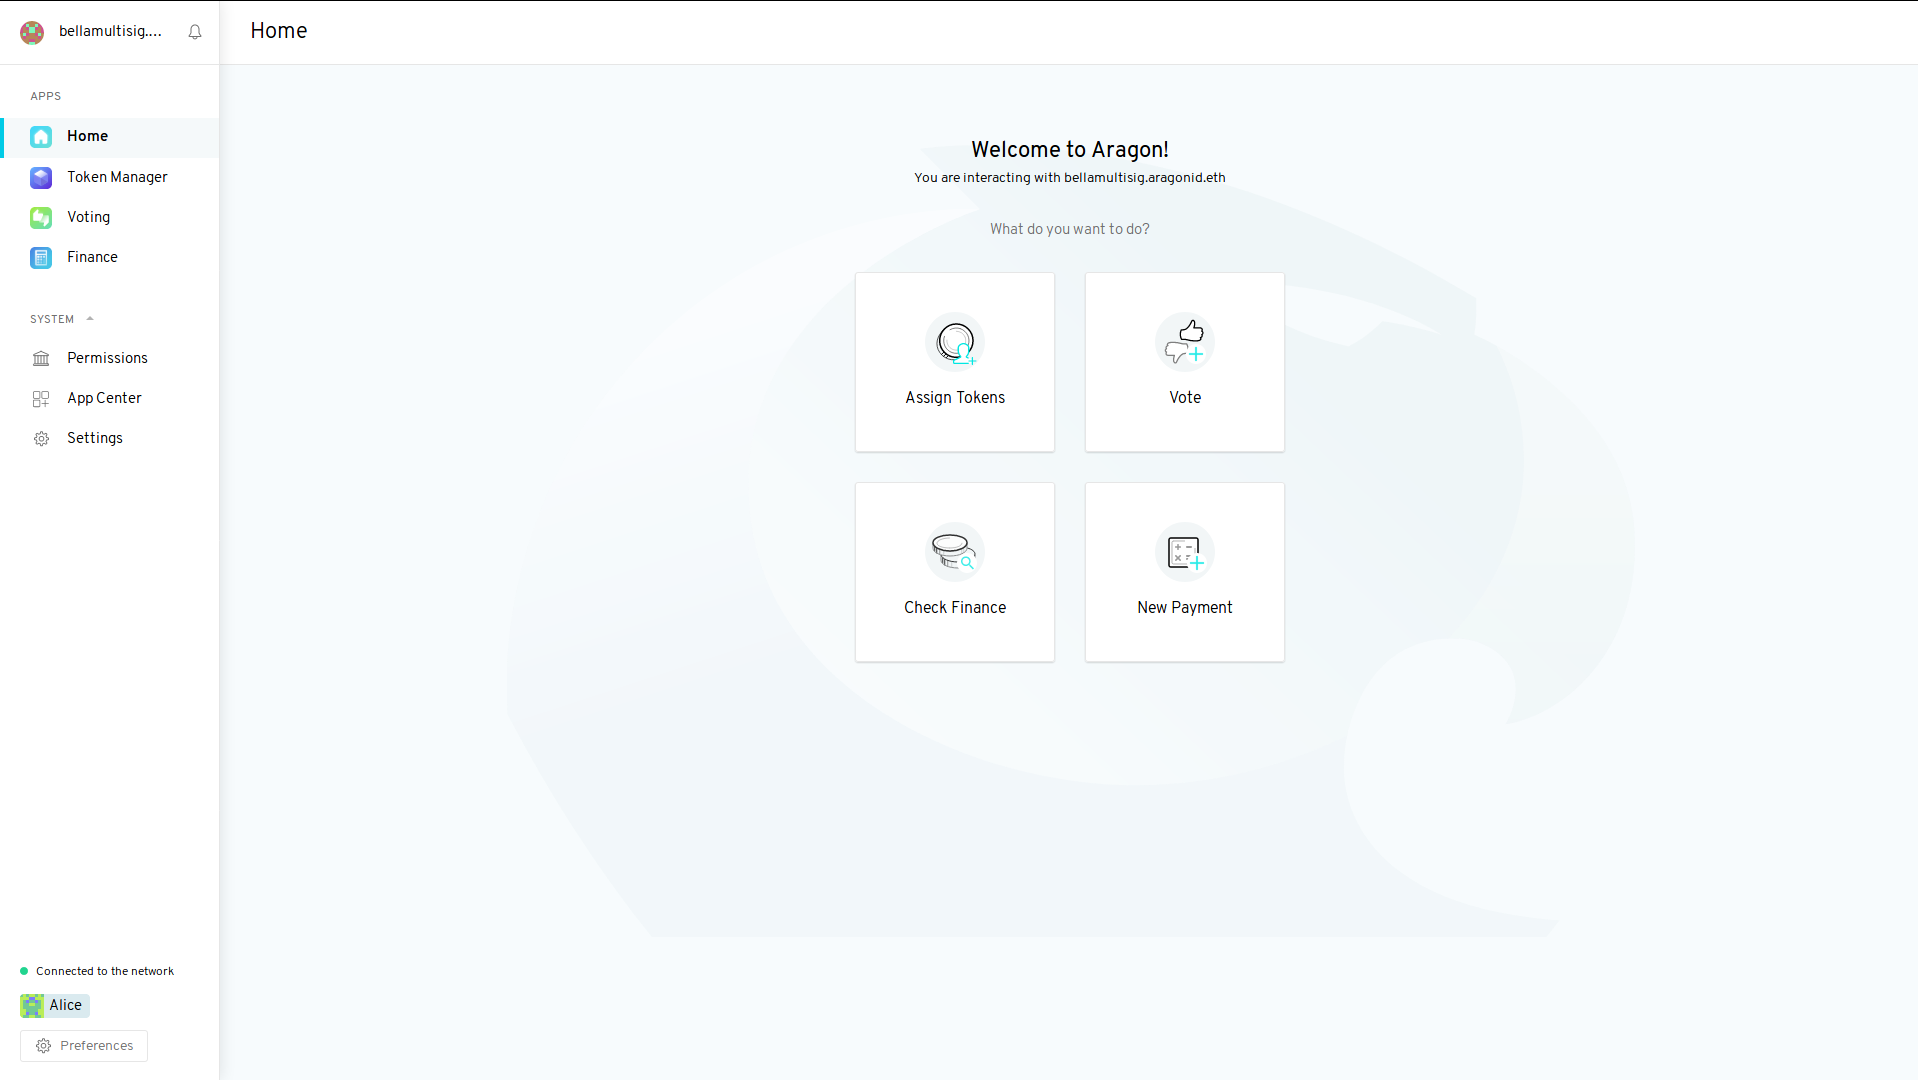 bellamultisig....
Home
APPS
Home
Token Manager
Voting
Finance
SYSTEM
Permissions
App Center
Settings
Welcome to Aragon!
You are interacting with bellamultisig.aragonid.eth
What do you want to do?
Assign Tokens
Vote
Check Finance
New Payment
Connected to the network
Alice
Preferences